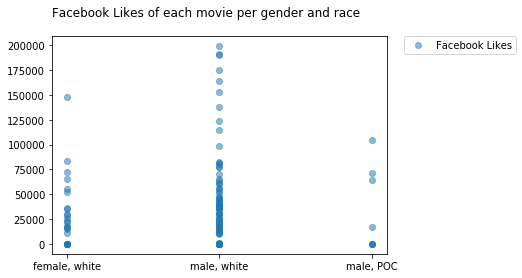 Facebook Likes of each movie per gender and race
Facebook Likes
200000
175000
150000
125000
100000
75000
50000
25000
0
female, white
male, white
male, POC